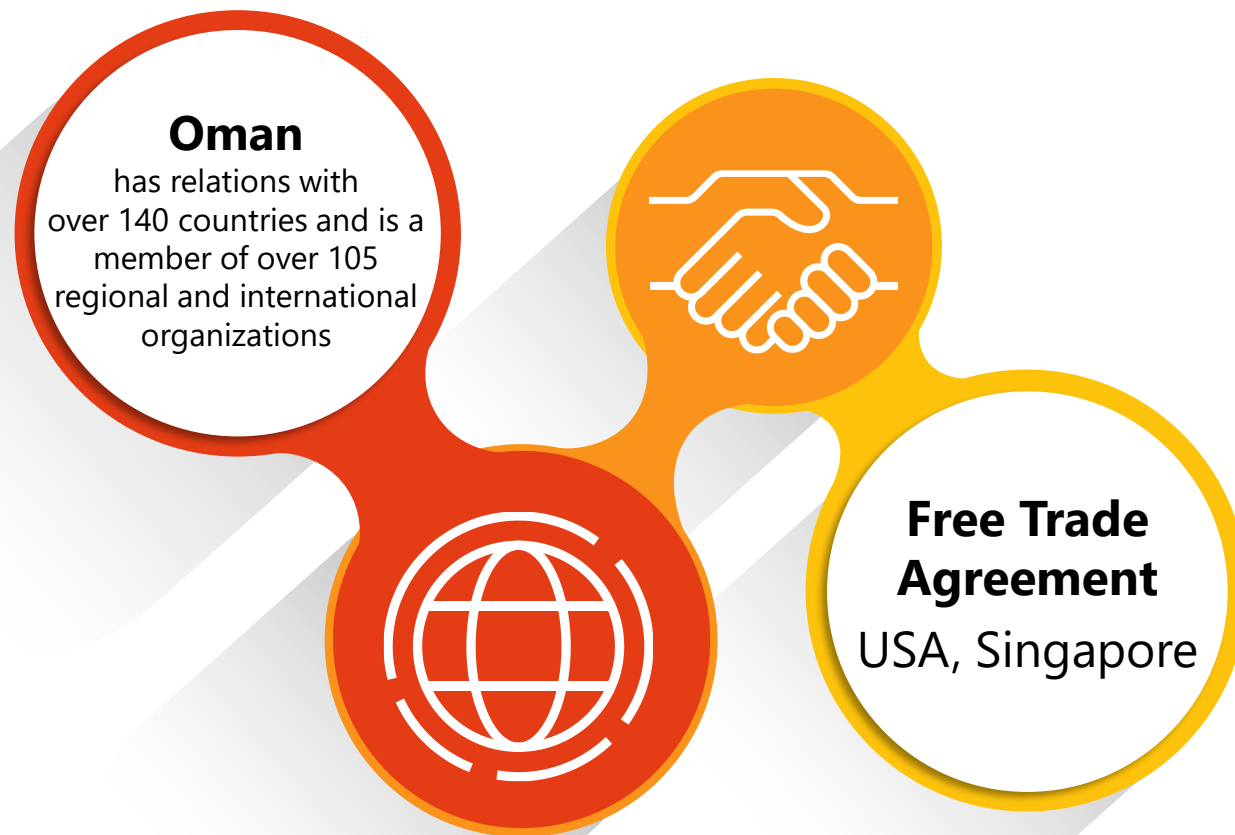 Oman
has relations with
over 140 countries and is a
member of over 105
regional and international
organizations
Free Trade
Agreement
USA, Singapore